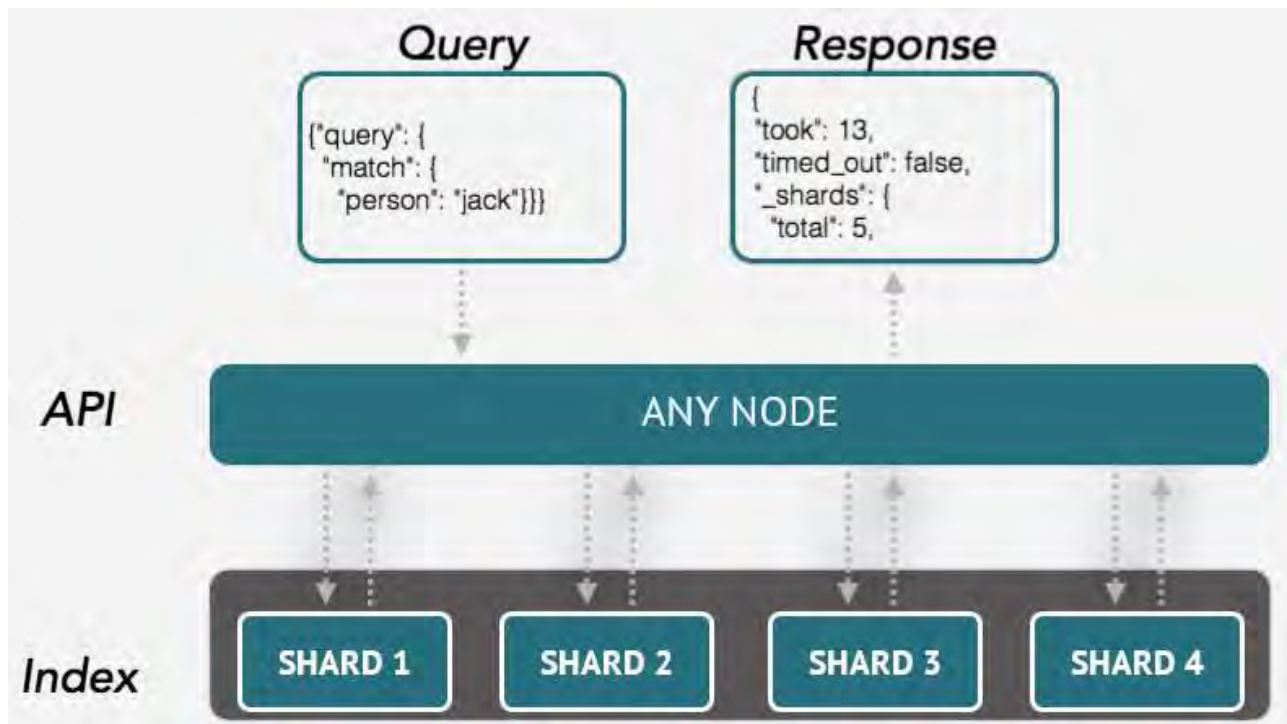 Query
Response
{"query": {
"match": {
"person": "jack"}}}
{
"took": 13,
"timed_out": false,
"_shards": {
"total": 5,
API
ANY NODE
Index
SHARD 1
SHARD 2
SHARD 3
SHARD 4